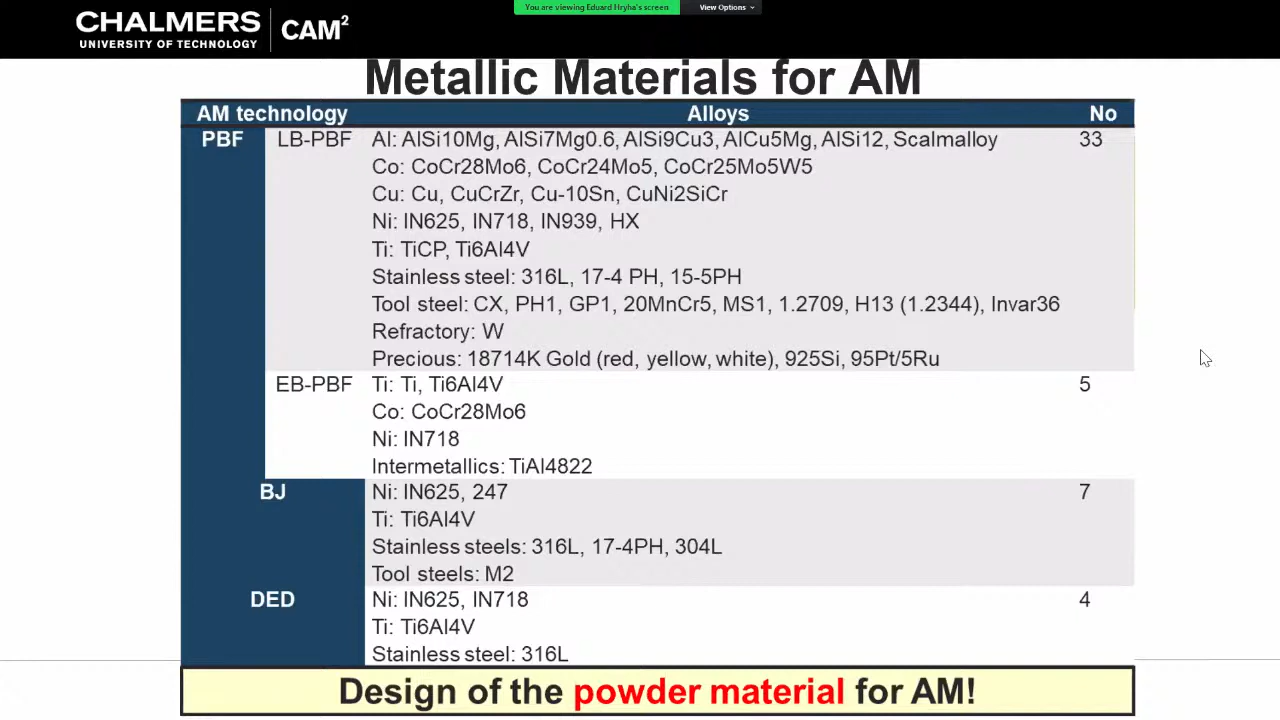 You are viewing Eduard Hryha's screen
View Options
CHALMERS
UNIVERSITY OF TECHNOLOGY
CAM2
Metallic Materials for AM
AM technology Alloys No
PBF LB-PBF Al: AlSi10Mg, AlSi7Mg0.6, AlSi9Cu3, AlCu5Mg, AlSi12, Scalmalloy 33
Co: CoCr28Mo6, CoCr24Mo5, CoCr25Mo5W5
Cu: Cu, CuCrZr, Cu-10Sn, CuNi2SiCr
Ni: IN625, IN718, IN939, HX
Ti: TiCP, Ti6Al4V
Stainless steel: 316L, 17-4 PH, 15-5PH
Tool steel: CX, PH1, GP1, 20MnCr5, MS1, 1.2709, H13 (1.2344), Invar36
Refractory: W
Precious: 18714K Gold (red, yellow, white), 925Si, 95Pt/5Ru
EB-PBF Ti: Ti, Ti6Al4V 5
Co: CoCr28Mo6
Ni: IN718
Intermetallics: TiAl4822
BJ Ni: IN625, 247 7
Ti: Ti6Al4V
Stainless steels: 316L, 17-4PH, 304L
Tool steels: M2
DED Ni: IN625, IN718 4
Ti: Ti6Al4V
Stainless steel: 316L
Design of the powder material for AM!